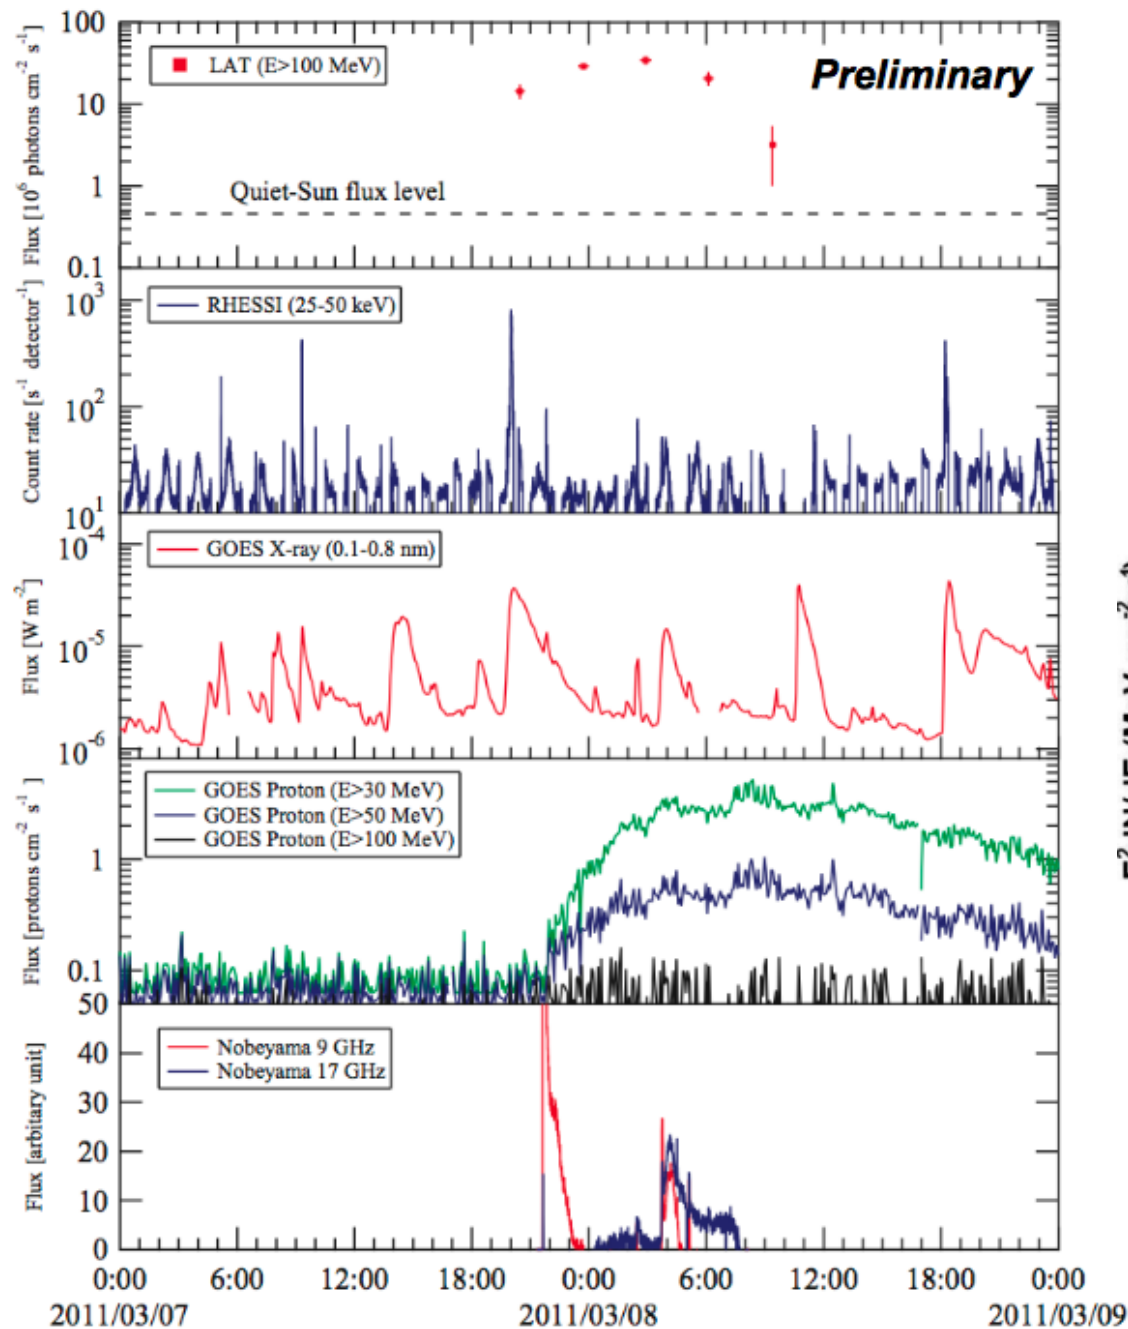 100
10
1
0.1
Flux [10⁶ photons cm⁻² s⁻¹]
LAT (E>100 MeV)
Preliminary
Quiet-Sun flux level
10³
10²
10¹
Count rate [s⁻¹ detector⁻¹]
RHESSI (25-50 keV)
10⁻⁴
10⁻⁵
10⁻⁶
Flux [W m⁻²]
GOES X-ray (0.1-0.8 nm)
1
0.1
Flux [protons cm⁻² s⁻¹]
GOES Proton (E>30 MeV)
GOES Proton (E>50 MeV)
GOES Proton (E>100 MeV)
50
40
30
20
10
0
Flux [arbitary unit]
Nobeyama 9 GHz
Nobeyama 17 GHz
0:00 6:00 12:00 18:00 0:00 6:00 12:00 18:00 0:00
2011/03/07 2011/03/08 2011/03/09